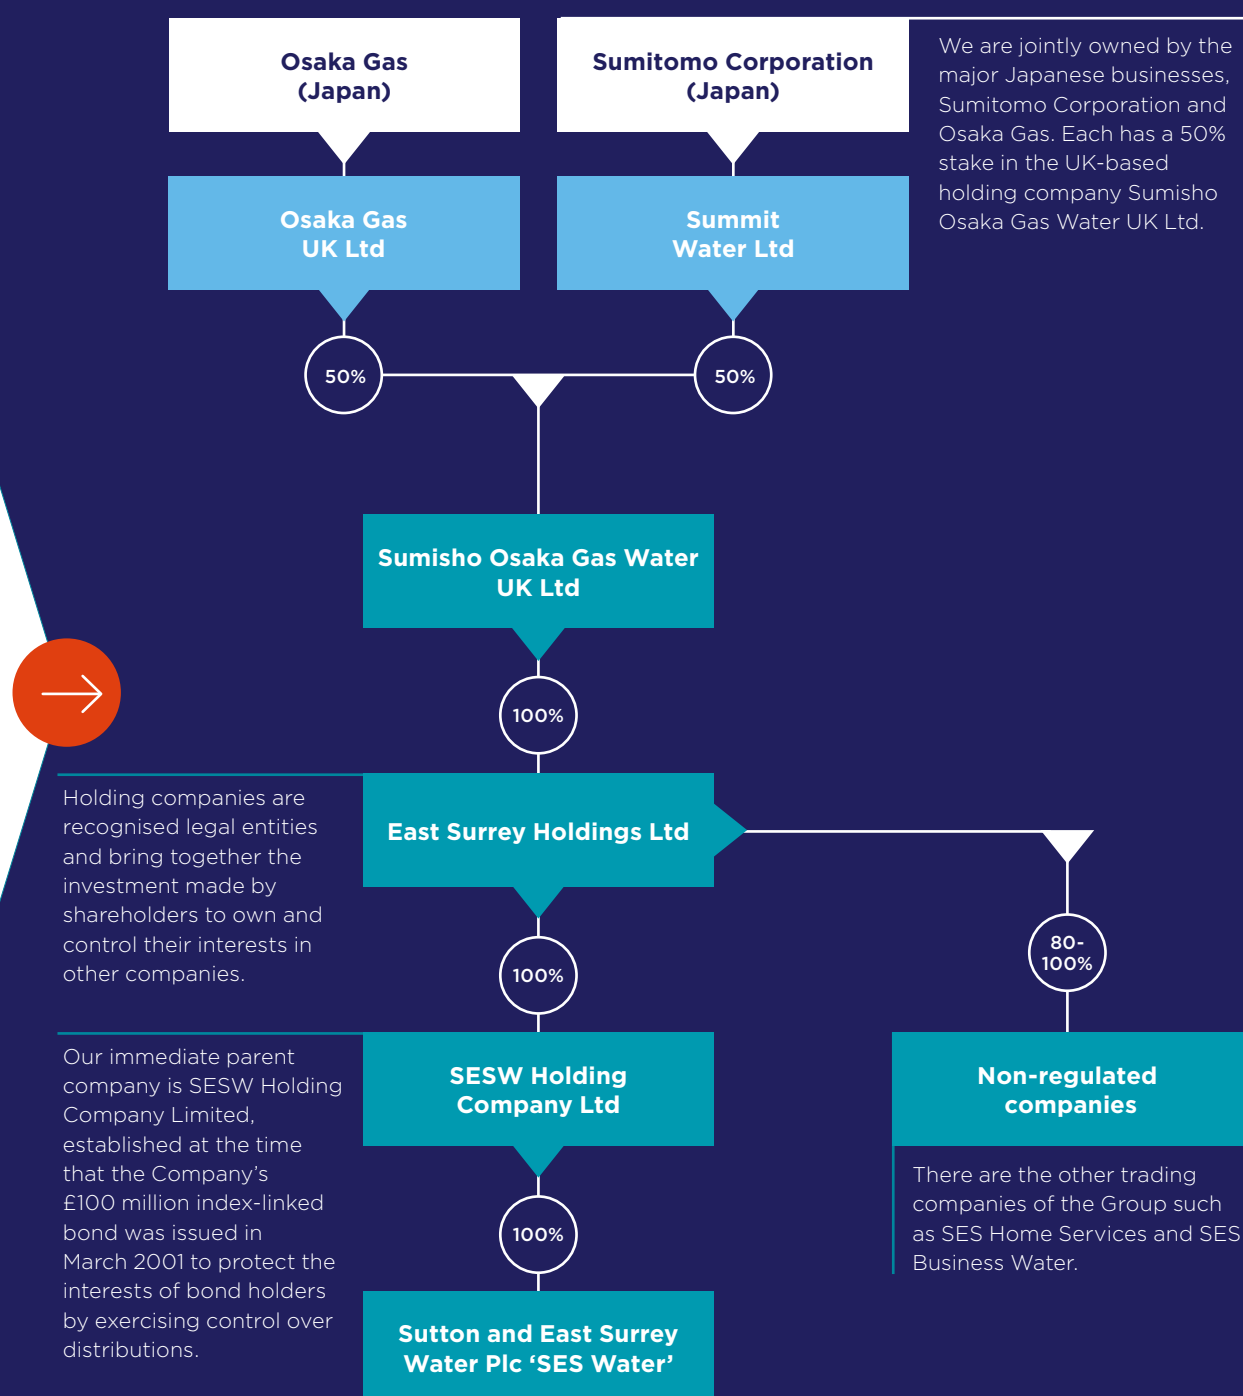 Osaka Gas
(Japan)
Sumitomo Corporation
(Japan)
We are jointly owned by the
major Japanese businesses,
Sumitomo Corporation and
Osaka Gas. Each has a 50%
stake in the UK-based
holding company Sumisho
Osaka Gas Water UK Ltd.
Osaka Gas
UK Ltd
Summit
Water Ltd
50%
50%
Sumisho Osaka Gas Water
UK Ltd
100%
Holding companies are
recognised legal entities
and bring together the
investment made by
shareholders to own and
control their interests in
other companies.
East Surrey Holdings Ltd
100%
80-
100%
Our immediate parent
company is SESW Holding
Company Limited,
established at the time
that the Company’s
£100 million index-linked
bond was issued in
March 2001 to protect the
interests of bond holders
by exercising control over
distributions.
SESW Holding
Company Ltd
Non-regulated
companies
There are the other trading
companies of the Group such
as SES Home Services and SES
Business Water.
100%
Sutton and East Surrey
Water Plc ‘SES Water’